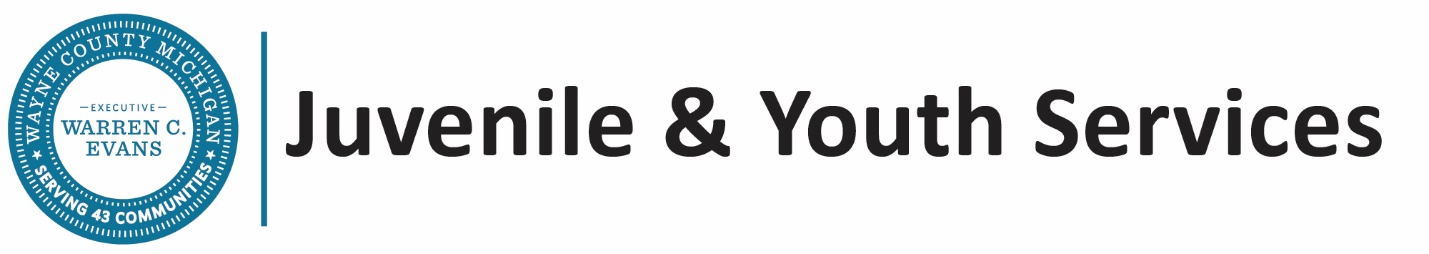 WAYNE COUNTY MICHIGAN
—EXECUTIVE—
WARREN C.
EVANS
★ SERVING 43 COMMUNITIES ★
Juvenile & Youth Services